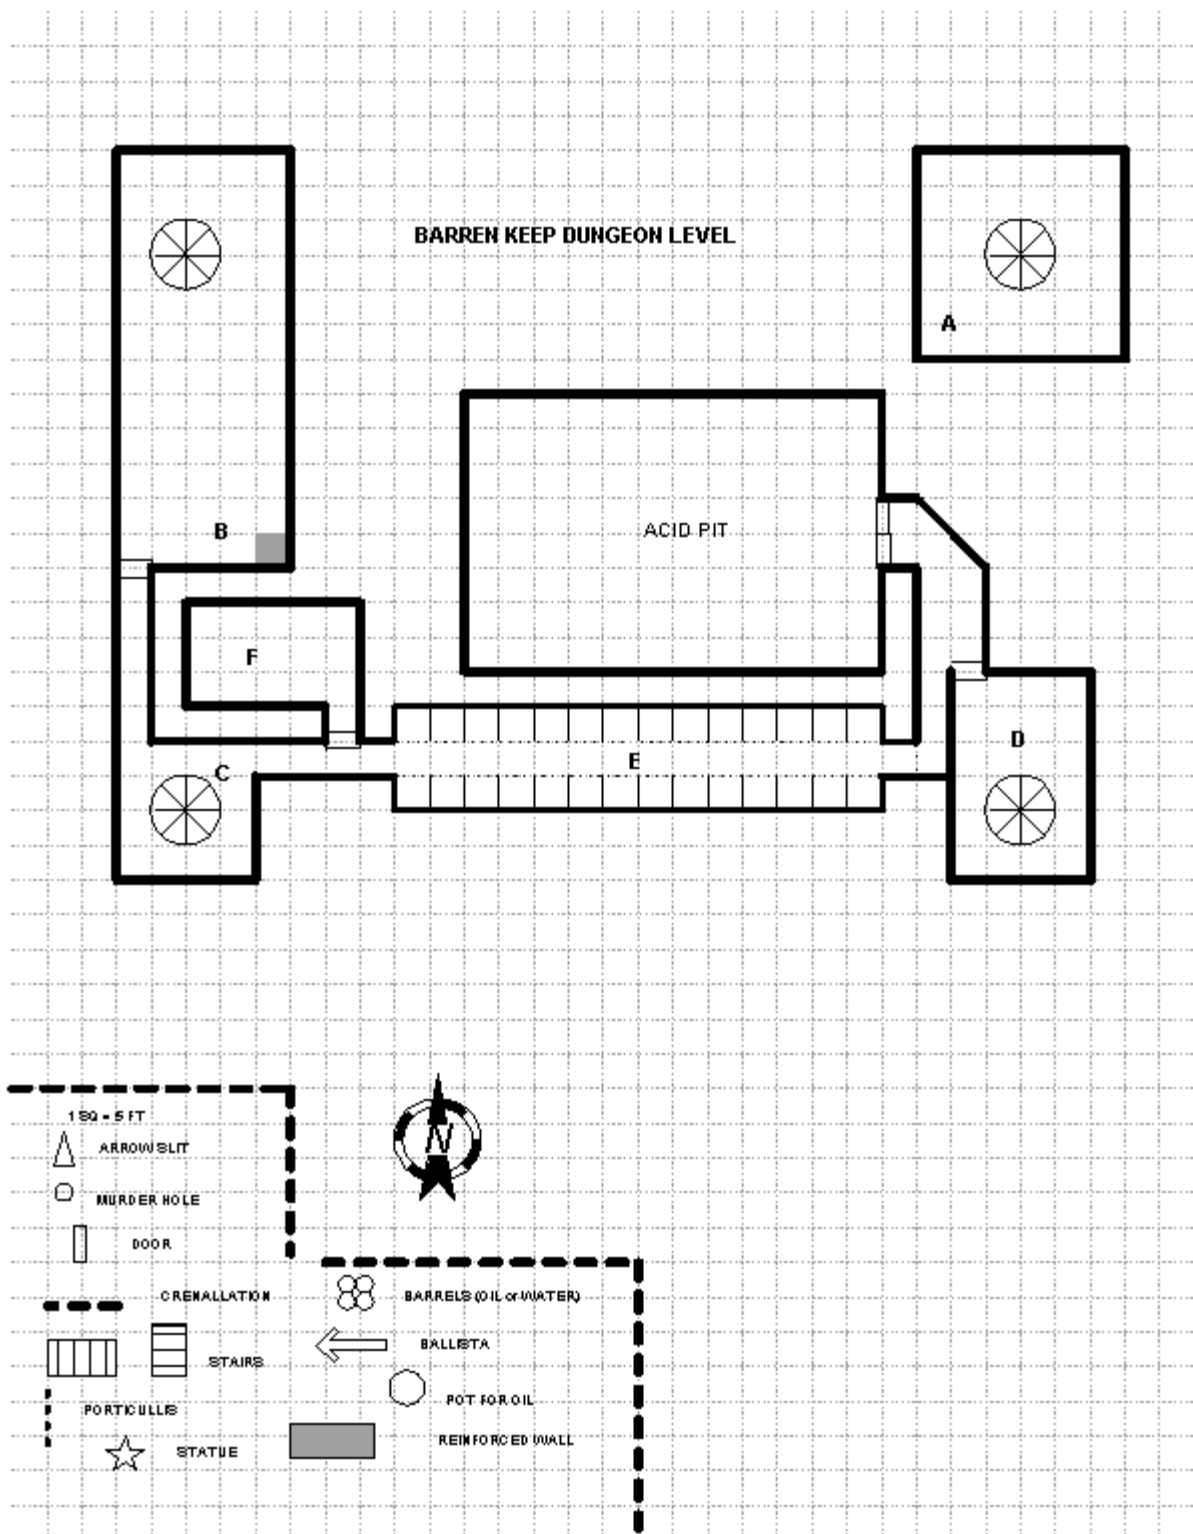 BARREN KEEP DUNGEON LEVEL
A
B
ACID PIT
F
D
E
C
1 SQ = 5 FT
ARROW SLIT
N
MURDER HOLE
DOOR
CRENALLATION
BARRELS (OIL or WATER)
BALLISTA
STAIRS
POT FOR OIL
PORTICULLIS
REINFORCED WALL
STATUE